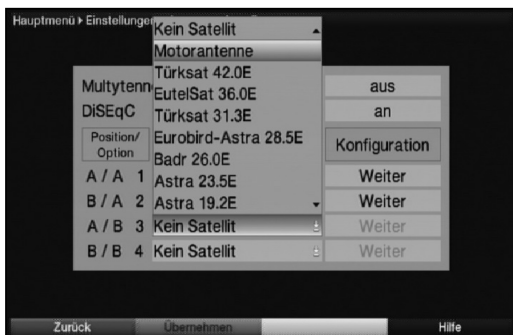 Hauptmenü ▸ Einstellunge
Kein Satellit
Motorantenne
Türksat 42.0E
EutelSat 36.0E
Türksat 31.3E
Eurobird-Astra 28.5E
Badr 26.0E
Astra 23.5E
Astra 19.2E
Multytenn aus
DiSEqC an
Position/
Option
Konfiguration
A / A 1 Weiter
B / A 2 Weiter
A / B 3 Kein Satellit Weiter
B / B 4 Kein Satellit Weiter
Zurück Übernehmen Hilfe